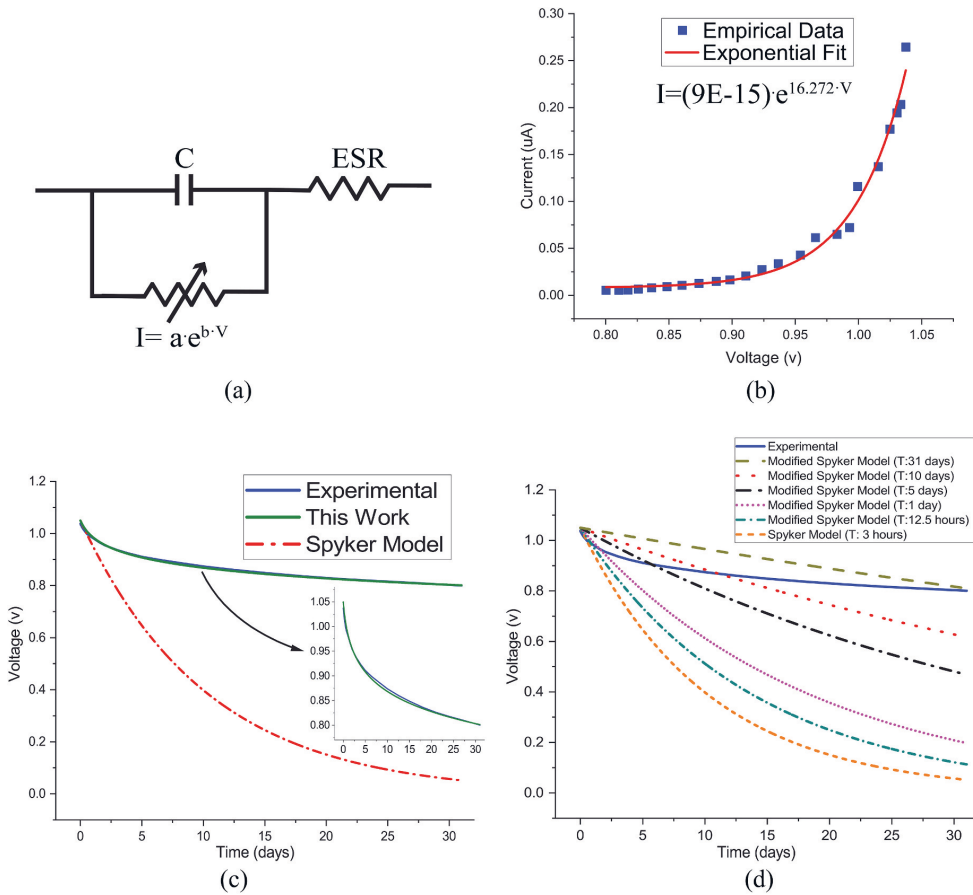 C
ESR
I= a·e^b·V
(a)
Empirical Data
Exponential Fit
I=(9E-15)·e^16.272·V
0.30
0.25
0.20
0.15
0.10
0.05
0.00
Current (uA)
0.80 0.85 0.90 0.95 1.00 1.05
Voltage (v)
(b)
Experimental
This Work
Spyker Model
1.2
1.0
0.8
0.6
0.4
0.2
0.0
Voltage (v)
1.05
1.00
0.95
0.90
0.85
0.80
0 5 10 15 20 25 30
0 5 10 15 20 25 30
Time (days)
(c)
Experimental
Modified Spyker Model (T:31 days)
Modified Spyker Model (T:10 days)
Modified Spyker Model (T:5 days)
Modified Spyker Model (T:1 day)
Modified Spyker Model (T:12.5 hours)
Spyker Model (T: 3 hours)
1.2
1.0
0.8
0.6
0.4
0.2
0.0
Voltage (v)
0 5 10 15 20 25 30
Time (days)
(d)